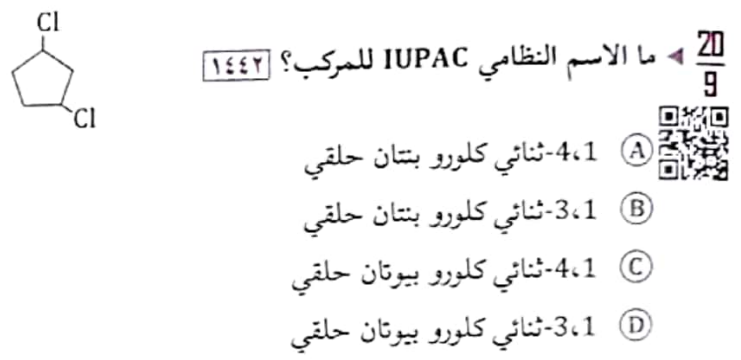 20
9
ما الاسم النظامي IUPAC للمركب؟ ١٤٤٢
Cl
Cl
A 4،1-ثنائي كلورو بنتان حلقي
B 3،1-ثنائي كلورو بنتان حلقي
C 4،1-ثنائي كلورو بيوتان حلقي
D 3،1-ثنائي كلورو بيوتان حلقي